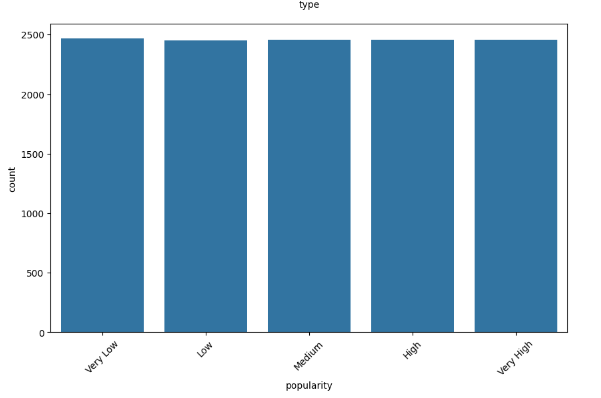 type
2500
2000
1500
1000
500
0
count
Very Low
Low
Medium
High
Very High
popularity